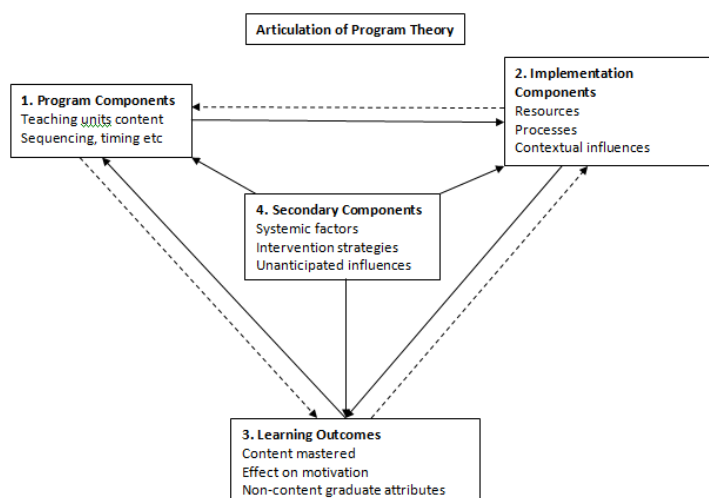 Articulation of Program Theory
1. Program Components
Teaching units content
Sequencing, timing etc
2. Implementation
Components
Resources
Processes
Contextual influences
4. Secondary Components
Systemic factors
Intervention strategies
Unanticipated influences
3. Learning Outcomes
Content mastered
Effect on motivation
Non-content graduate attributes